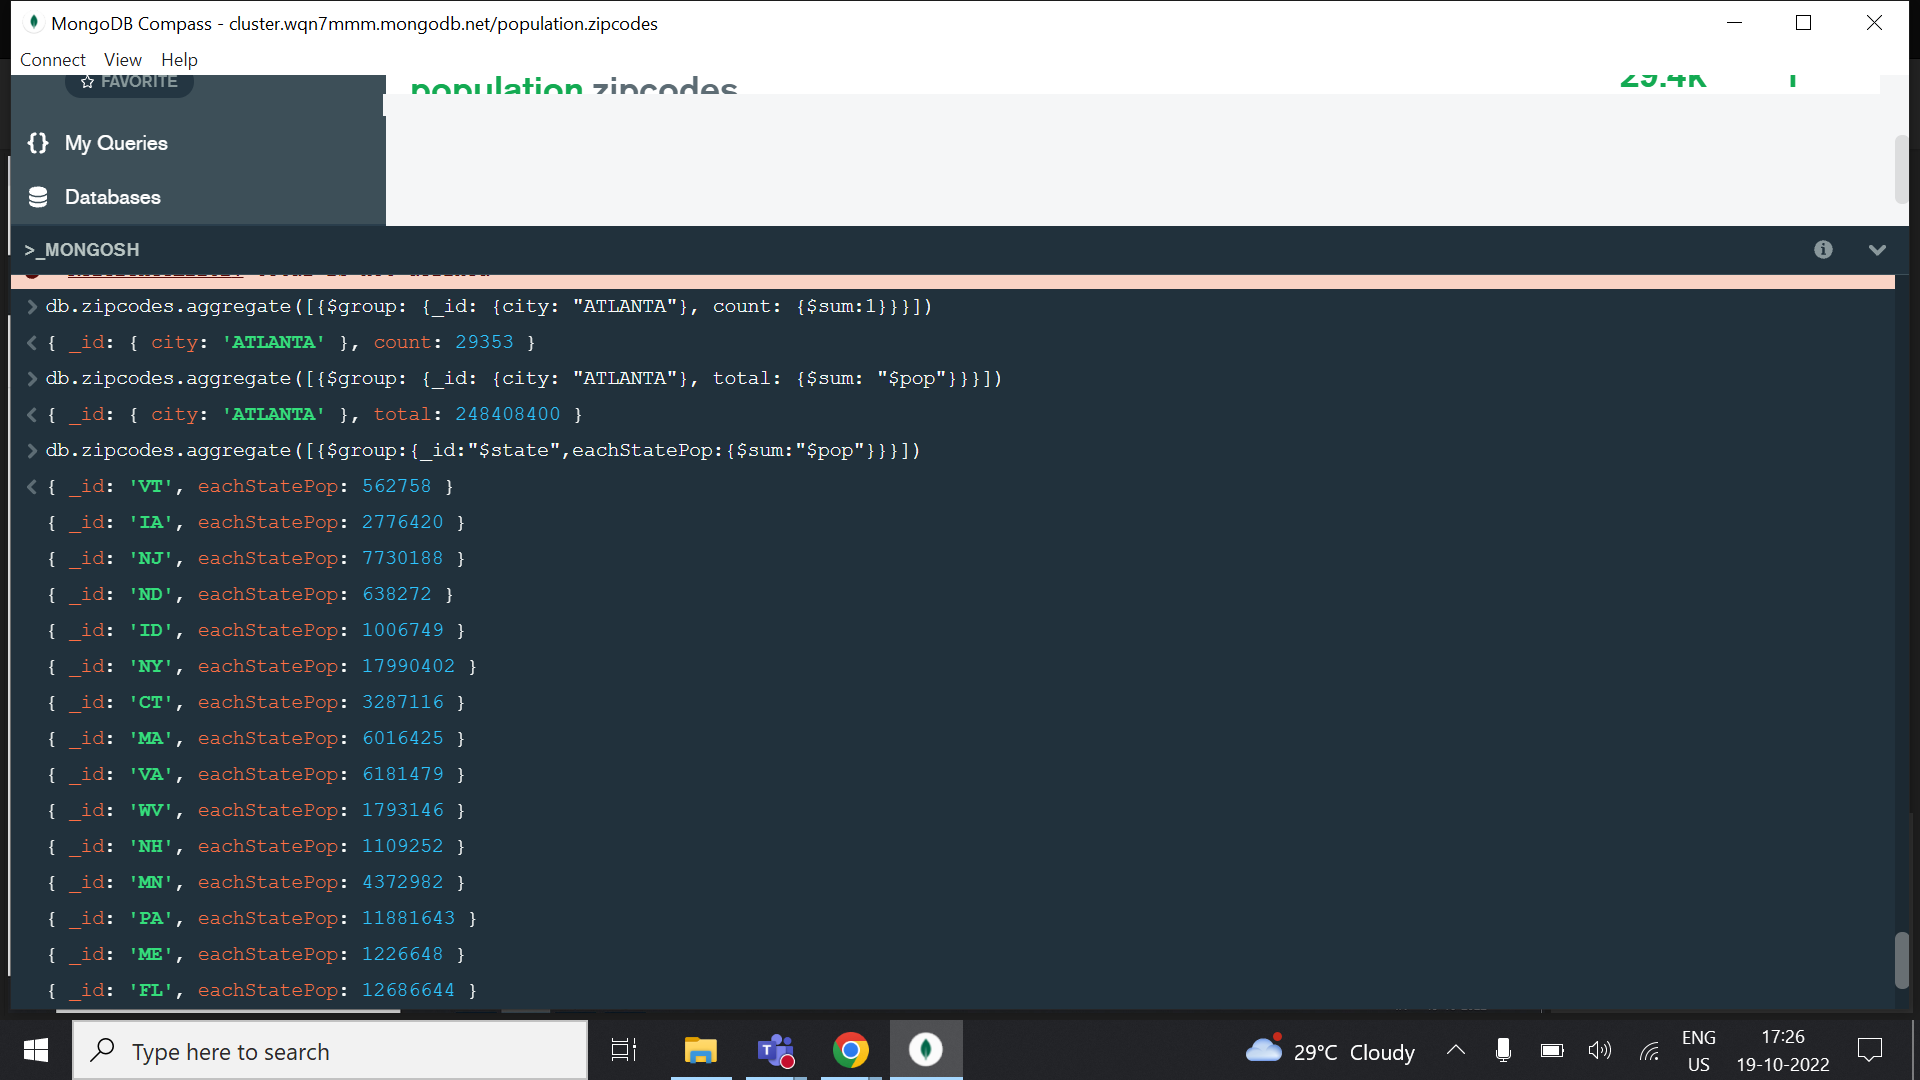 MongoDB Compass - cluster.wqn7mmm.mongodb.net/population.zipcodes
Connect View Help
FAVORITE
population.zipcodes
29.4K
My Queries
Databases
>_MONGOSH
db.zipcodes.aggregate([{$group: {_id: {city: "ATLANTA"}, count: {$sum:1}}}])
{ _id: { city: 'ATLANTA' }, count: 29353 }
db.zipcodes.aggregate([{$group: {_id: {city: "ATLANTA"}, total: {$sum: "$pop"}}}])
{ _id: { city: 'ATLANTA' }, total: 248408400 }
db.zipcodes.aggregate([{$group:{_id:"$state",eachStatePop:{$sum:"$pop"}}}])
{ _id: 'VT', eachStatePop: 562758 }
{ _id: 'IA', eachStatePop: 2776420 }
{ _id: 'NJ', eachStatePop: 7730188 }
{ _id: 'ND', eachStatePop: 638272 }
{ _id: 'ID', eachStatePop: 1006749 }
{ _id: 'NY', eachStatePop: 17990402 }
{ _id: 'CT', eachStatePop: 3287116 }
{ _id: 'MA', eachStatePop: 6016425 }
{ _id: 'VA', eachStatePop: 6181479 }
{ _id: 'WV', eachStatePop: 1793146 }
{ _id: 'NH', eachStatePop: 1109252 }
{ _id: 'MN', eachStatePop: 4372982 }
{ _id: 'PA', eachStatePop: 11881643 }
{ _id: 'ME', eachStatePop: 1226648 }
{ _id: 'FL', eachStatePop: 12686644 }
Type here to search
29°C Cloudy
ENG
US
17:26
19-10-2022